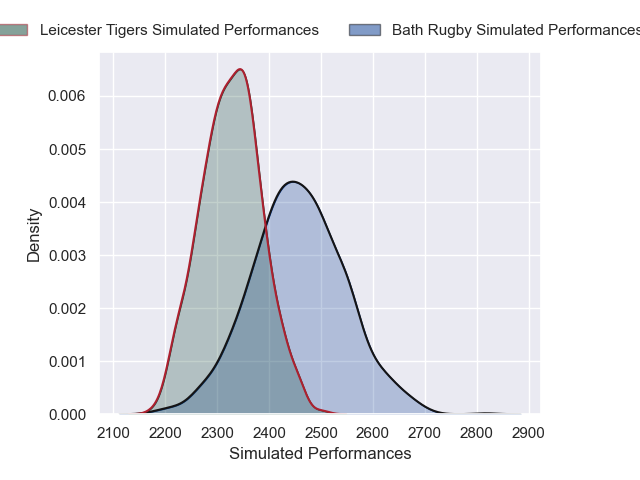 Leicester Tigers Simulated Performances
Bath Rugby Simulated Performances
0.006
0.005
0.004
0.003
0.002
0.001
0.000
Density
2100 2200 2300 2400 2500 2600 2700 2800 2900
Simulated Performances